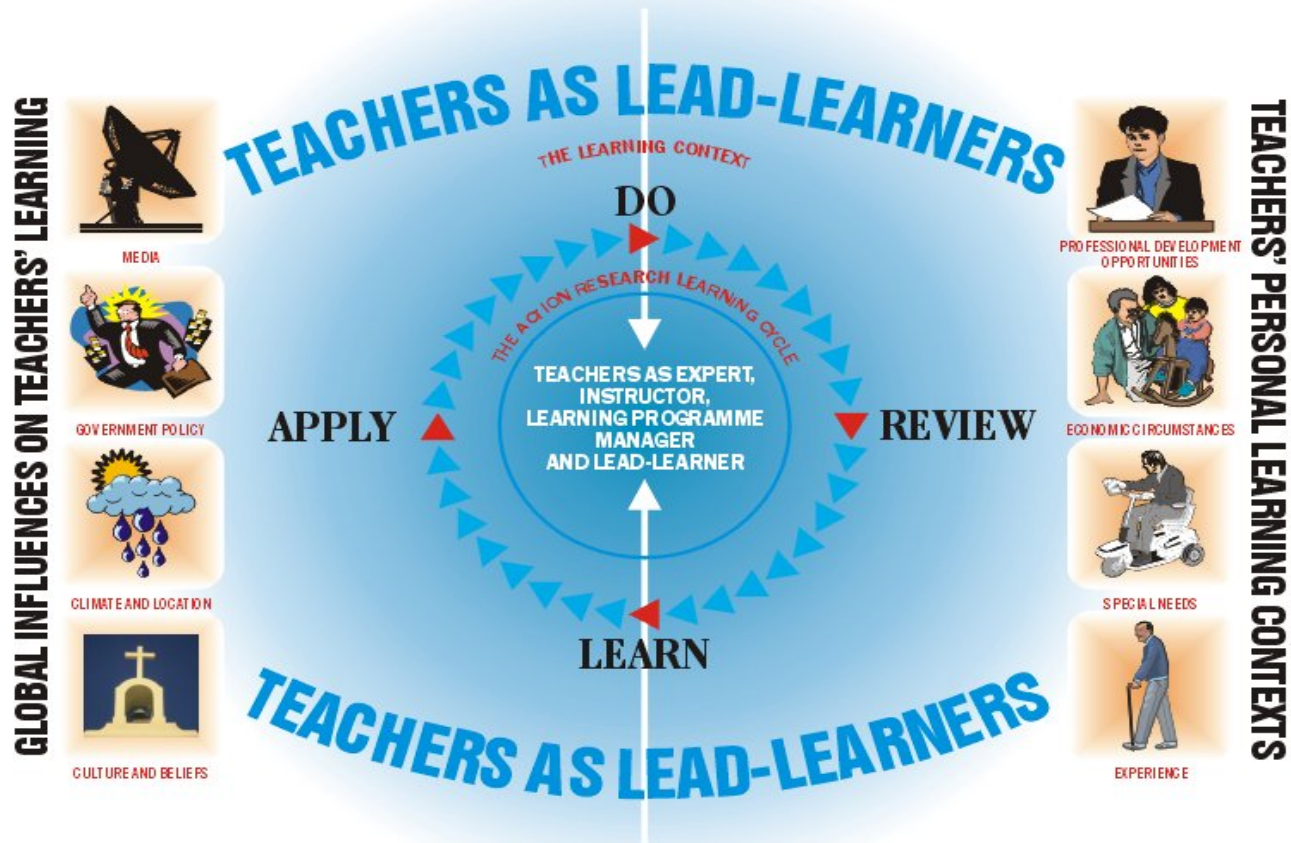 TEACHERS AS LEAD-LEARNERS
THE LEARNING CONTEXT
GLOBAL INFLUENCES ON TEACHERS' LEARNING
MEDIA
GOVERNMENT POLICY
CLIMATE AND LOCATION
CULTURE AND BELIEFS
DO
THE ACTION RESEARCH LEARNING CYCLE
TEACHERS AS EXPERT,
INSTRUCTOR,
LEARNING PROGRAMME
MANAGER
AND LEAD-LEARNER
APPLY
REVIEW
LEARN
TEACHERS AS LEAD-LEARNERS
PROFESSIONAL DEVELOPMENT
OPPORTUNITIES
ECONOMIC CIRCUMSTANCES
SPECIAL NEEDS
EXPERIENCE
TEACHERS' PERSONAL LEARNING CONTEXTS